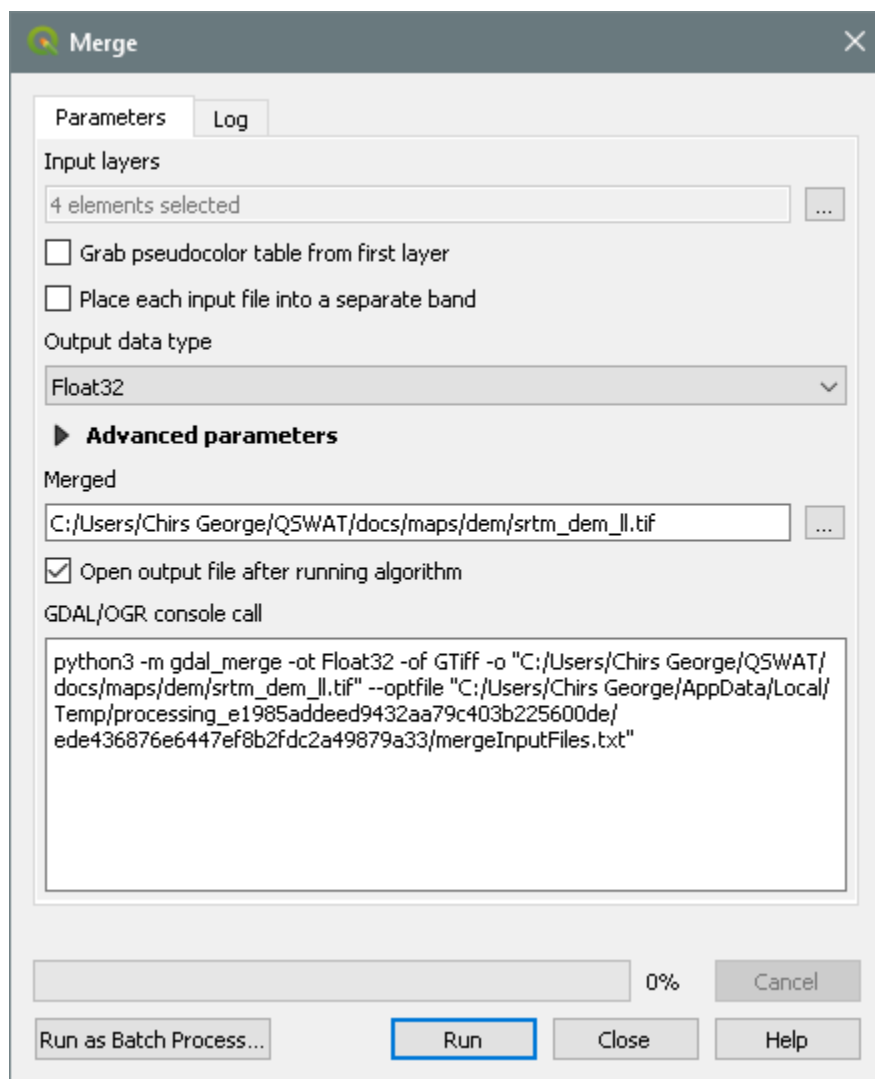 Merge
Parameters
Log
Input layers
4 elements selected
...
Grab pseudocolor table from first layer
Place each input file into a separate band
Output data type
Float32
Advanced parameters
Merged
C:/Users/Chirs George/QSWAT/docs/maps/dem/srtm_dem_ll.tif
...
Open output file after running algorithm
GDAL/OGR console call
python3 -m gdal_merge -ot Float32 -of GTiff -o "C:/Users/Chirs George/QSWAT/
docs/maps/dem/srtm_dem_ll.tif" --optfile "C:/Users/Chirs George/AppData/Local/
Temp/processing_e1985addeed9432aa79c403b225600de/
ede436876e6447ef8b2fdc2a49879a33/mergeInputFiles.txt"
0%
Cancel
Run as Batch Process...
Run
Close
Help